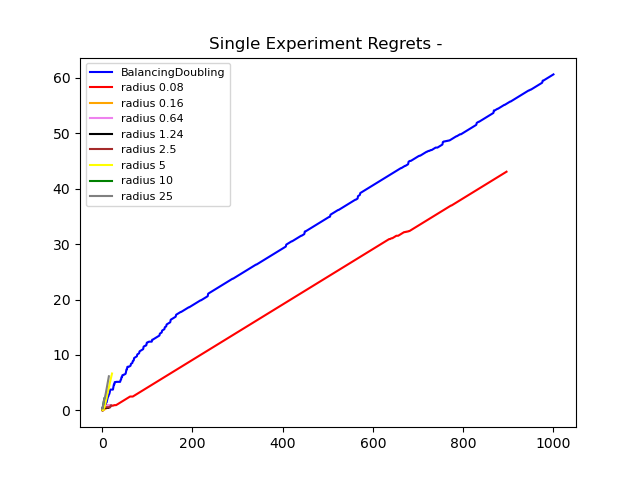 Single Experiment Regrets -
BalancingDoubling
radius 0.08
radius 0.16
radius 0.64
radius 1.24
radius 2.5
radius 5
radius 10
radius 25
60
50
40
30
20
10
0
0 200 400 600 800 1000